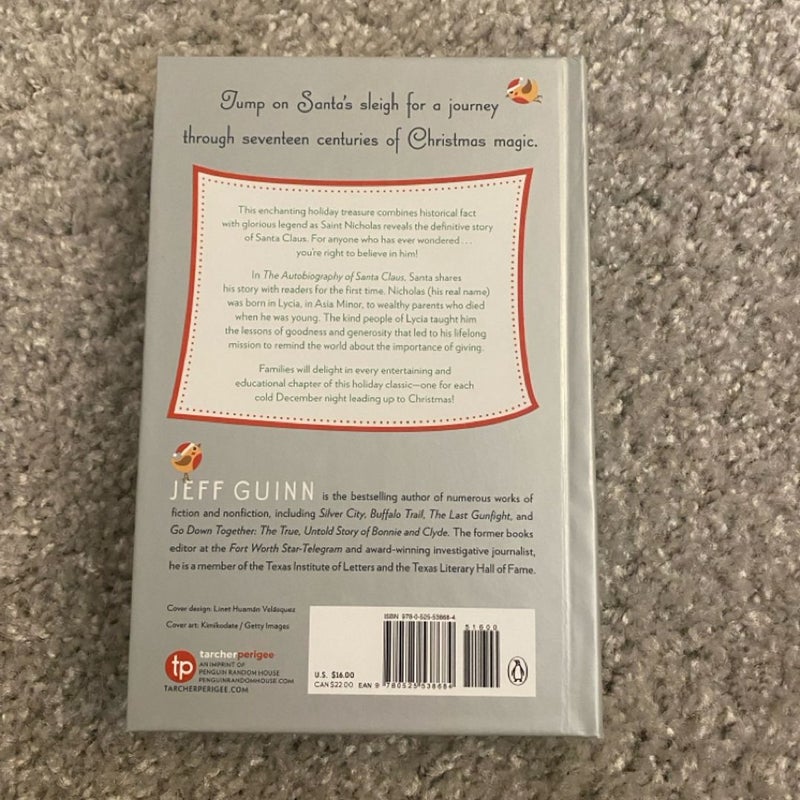 Jump on Santa's sleigh for a journey
through seventeen centuries of Christmas magic.
This enchanting holiday treasure combines historical fact
with glorious legend as Saint Nicholas reveals the definitive story
of Santa Claus. For anyone who has ever wondered...
you're right to believe in him!
In The Autobiography of Santa Claus, Santa shares
his story with readers for the first time. Nicholas (his real name)
was born in Lycia, in Asia Minor, to wealthy parents who died
when he was young. The kind people of Lycia taught him
the lessons of goodness and generosity that led to his lifelong
mission to remind the world about the importance of giving.
Families will delight in every entertaining and
educational chapter of this holiday classic—one for each
cold December night leading up to Christmas!
JEFF GUINN is the bestselling author of numerous works of
fiction and nonfiction, including Silver City, Buffalo Trail, The Last Gunfight, and
Go Down Together: The True, Untold Story of Bonnie and Clyde. The former books
editor at the Fort Worth Star-Telegram and award-winning investigative journalist,
he is a member of the Texas Institute of Letters and the Texas Literary Hall of Fame.
Cover design: Linet Huamán Velásquez
Cover art: Kimikodate / Getty Images
tp
tarcherperigee
AN IMPRINT OF
PENGUIN RANDOM HOUSE
PENGUINRANDOMHOUSE.COM
TARCHERPERIGEE.COM
ISBN 978-0-525-53868-4
51600
U.S. $16.00
CAN $22.00
EAN 9 780525 538684